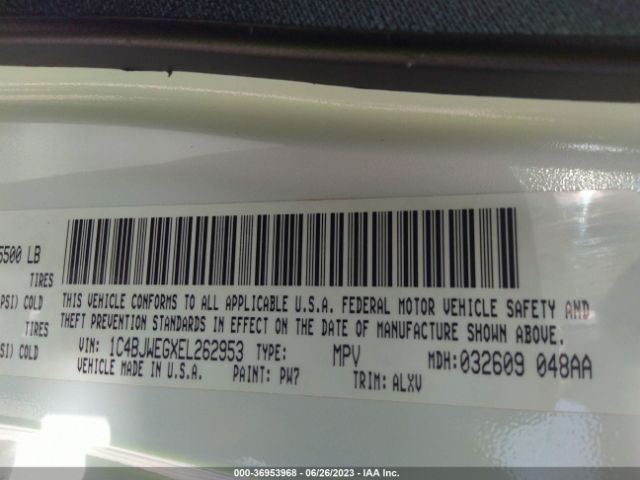 5500 LB
TIRES
PSI) COLD
TIRES
SI) COLD
THIS VEHICLE CONFORMS TO ALL APPLICABLE U.S.A. FEDERAL MOTOR VEHICLE SAFETY AND
THEFT PREVENTION STANDARDS IN EFFECT ON THE DATE OF MANUFACTURE SHOWN ABOVE.
VIN: 1C4BJWEGXEL262953 TYPE: MPV MDH:032609 048AA
VEHICLE MADE IN U.S.A. PAINT: PW7 TRIM: ALXV
000-36953968 - 06/26/2023 - IAA Inc.